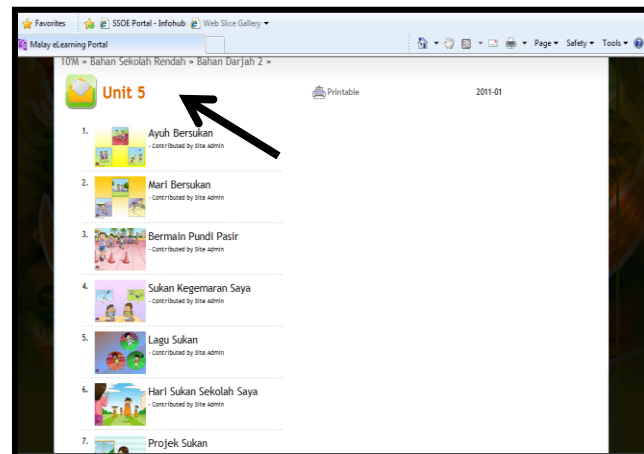 Favorites SSOE Portal - Infohub Web Slice Gallery
Malay eLearning Portal Page Safety Tools
10'M » Bahan Sekolah Rendah » Bahan Darjah 2 »
Unit 5 Printable 2011-01
1. Ayuh Bersukan
- Contributed by Site Admin
2. Mari Bersukan
- Contributed by Site Admin
3. Bermain Pundi Pasir
- Contributed by Site Admin
4. Sukan Kegemaran Saya
- Contributed by Site Admin
5. Lagu Sukan
- Contributed by Site Admin
6. Hari Sukan Sekolah Saya
- Contributed by Site Admin
7. Projek Sukan